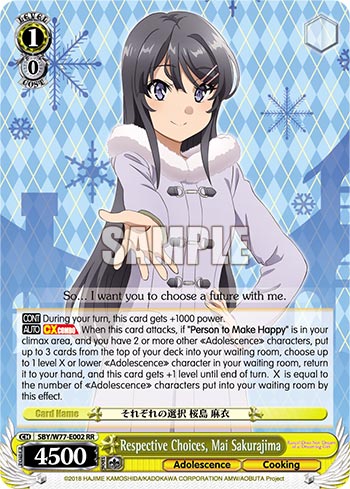 LEVEL
1
0
COST
SAMPLE
So... I want you to choose a future with me.
CONT During your turn, this card gets +1000 power.
AUTO CX COMBO When this card attacks, if "Person to Make Happy" is in your
climax area, and you have 2 or more other «Adolescence» characters, put
up to 3 cards from the top of your deck into your waiting room, choose up
to 1 level X or lower «Adolescence» character in your waiting room, return
it to your hand, and this card gets +1 level until end of turn. X is equal to
the number of «Adolescence» characters put into your waiting room in
this way.
Card Name それぞれの選択 桜島 麻衣
CH SBY/W77-E002 RR
Respective Choices, Mai Sakurajima
4500
Adolescence Cooking
©2018 HAJIME KAMOSHIDA/KADOKAWA CORPORATION AMW/AOBUTA Project